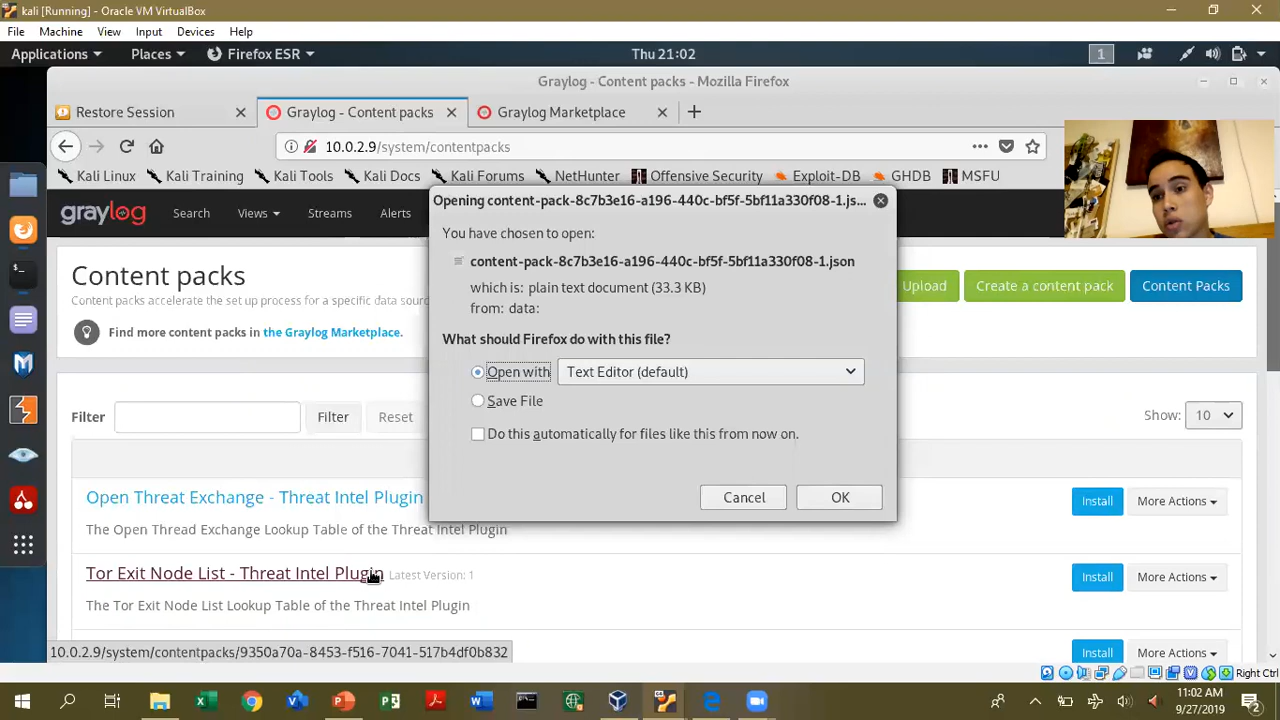 kali [Running] - Oracle VM VirtualBox
File Machine View Input Devices Help
Applications Places Firefox ESR Thu 21:02 1
Graylog - Content packs - Mozilla Firefox
Restore Session Graylog - Content packs Graylog Marketplace
10.0.2.9/system/contentpacks
Kali Linux Kali Training Kali Tools Kali Docs Kali Forums NetHunter Offensive Security Exploit-DB GHDB MSFU
graylog Search Views Streams Alerts
Opening content-pack-8c7b3e16-a196-440c-bf5f-5bf11a330f08-1.js...
You have chosen to open:
content-pack-8c7b3e16-a196-440c-bf5f-5bf11a330f08-1.json
which is: plain text document (33.3 KB)
from: data:
What should Firefox do with this file?
Open with Text Editor (default)
Save File
Do this automatically for files like this from now on.
Cancel OK
Content packs
Content packs accelerate the set up process for a specific data sour
Upload Create a content pack Content Packs
Find more content packs in the Graylog Marketplace.
Filter Filter Reset Show: 10
Open Threat Exchange - Threat Intel Plugin Install More Actions
The Open Thread Exchange Lookup Table of the Threat Intel Plugin
Tor Exit Node List - Threat Intel Plugin Latest Version: 1 Install More Actions
The Tor Exit Node List Lookup Table of the Threat Intel Plugin
10.0.2.9/system/contentpacks/9350a70a-8453-f516-7041-517b4df0b832 Install More Actions
Right Ctrl
11:02 AM
9/27/2019
2